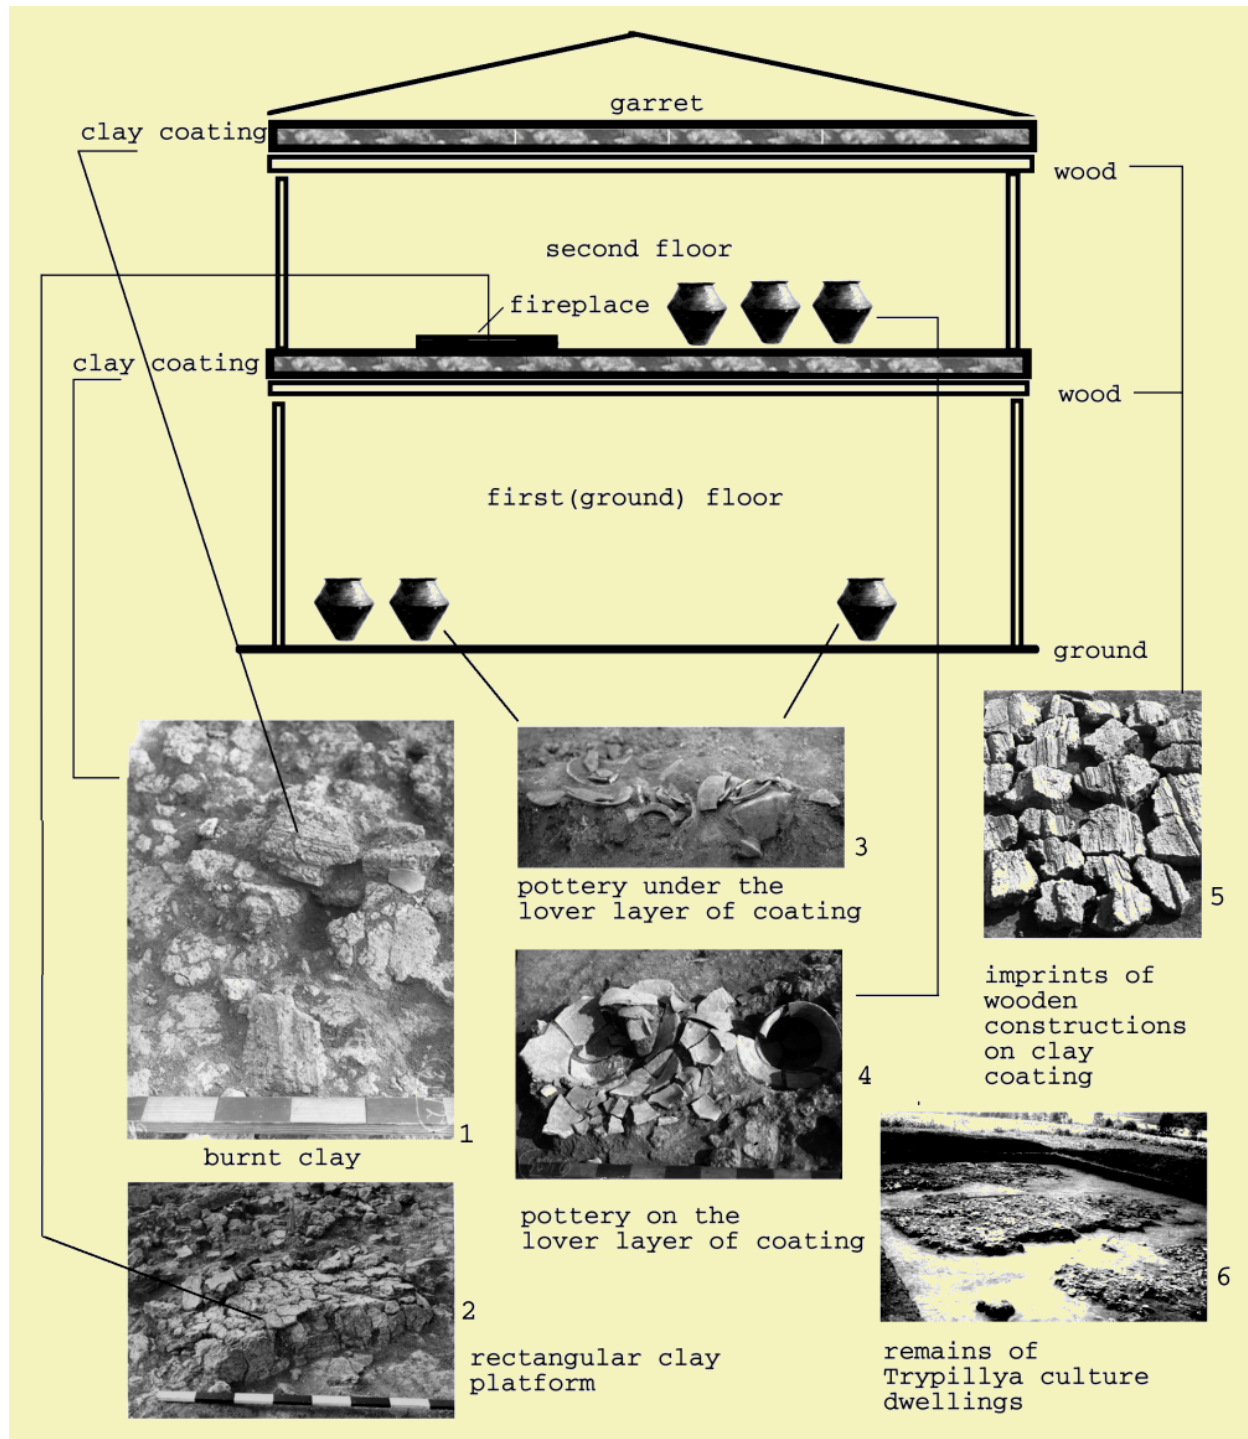 garret
clay coating
wood
second floor
fireplace
clay coating
wood
first(ground) floor
ground
1
burnt clay
2
rectangular clay
platform
3
pottery under the
lover layer of coating
4
pottery on the
lover layer of coating
5
imprints of
wooden
constructions
on clay
coating
6
remains of
Trypillya culture
dwellings